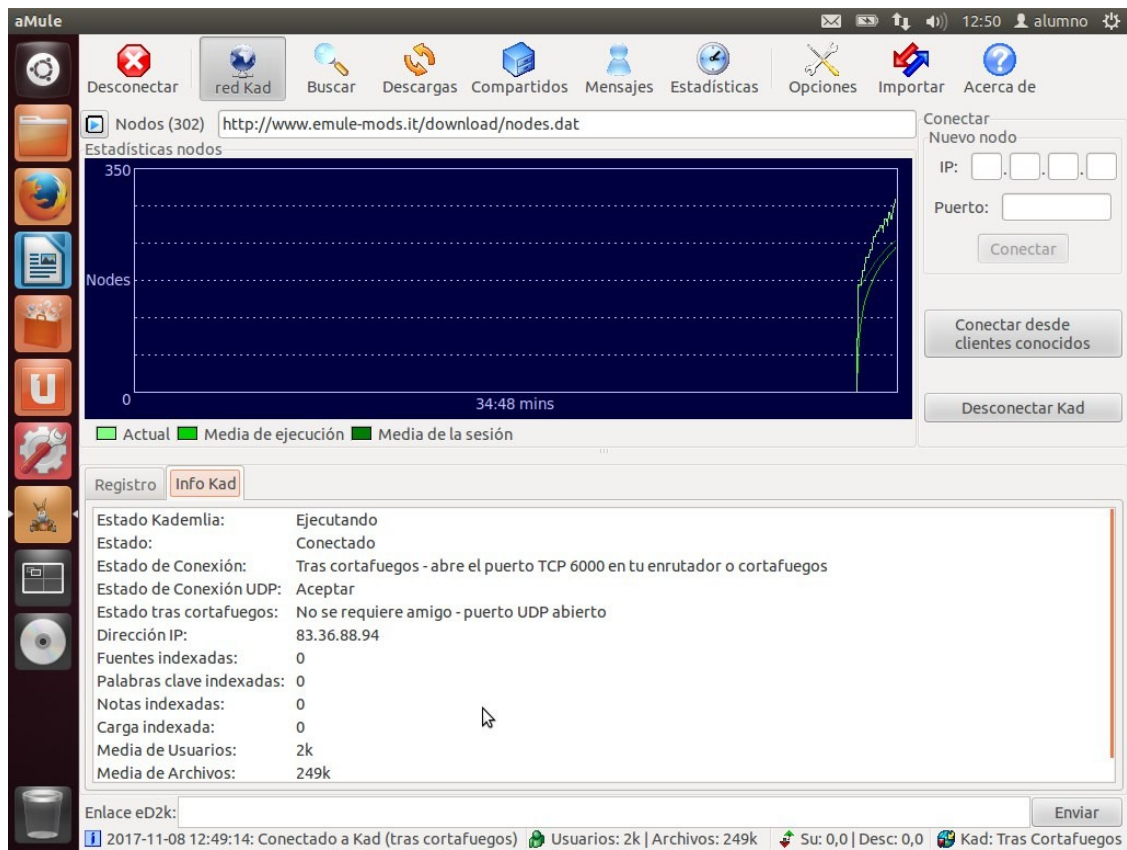 aMule
12:50 alumno
Desconectar red Kad Buscar Descargas Compartidos Mensajes Estadísticas Opciones Importar Acerca de
Nodos (302) http://www.emule-mods.it/download/nodes.dat
Estadísticas nodos
350
Nodes
0
34:48 mins
Actual Media de ejecución Media de la sesión
Conectar
Nuevo nodo
IP: . . .
Puerto:
Conectar
Conectar desde
clientes conocidos
Desconectar Kad
Registro Info Kad
Estado Kademlia: Ejecutando
Estado: Conectado
Estado de Conexión: Tras cortafuegos - abre el puerto TCP 6000 en tu enrutador o cortafuegos
Estado de Conexión UDP: Aceptar
Estado tras cortafuegos: No se requiere amigo - puerto UDP abierto
Dirección IP: 83.36.88.94
Fuentes indexadas: 0
Palabras clave indexadas: 0
Notas indexadas: 0
Carga indexada: 0
Media de Usuarios: 2k
Media de Archivos: 249k
Enlace eD2k: Enviar
2017-11-08 12:49:14: Conectado a Kad (tras cortafuegos) Usuarios: 2k | Archivos: 249k Su: 0,0 | Desc: 0,0 Kad: Tras Cortafuegos